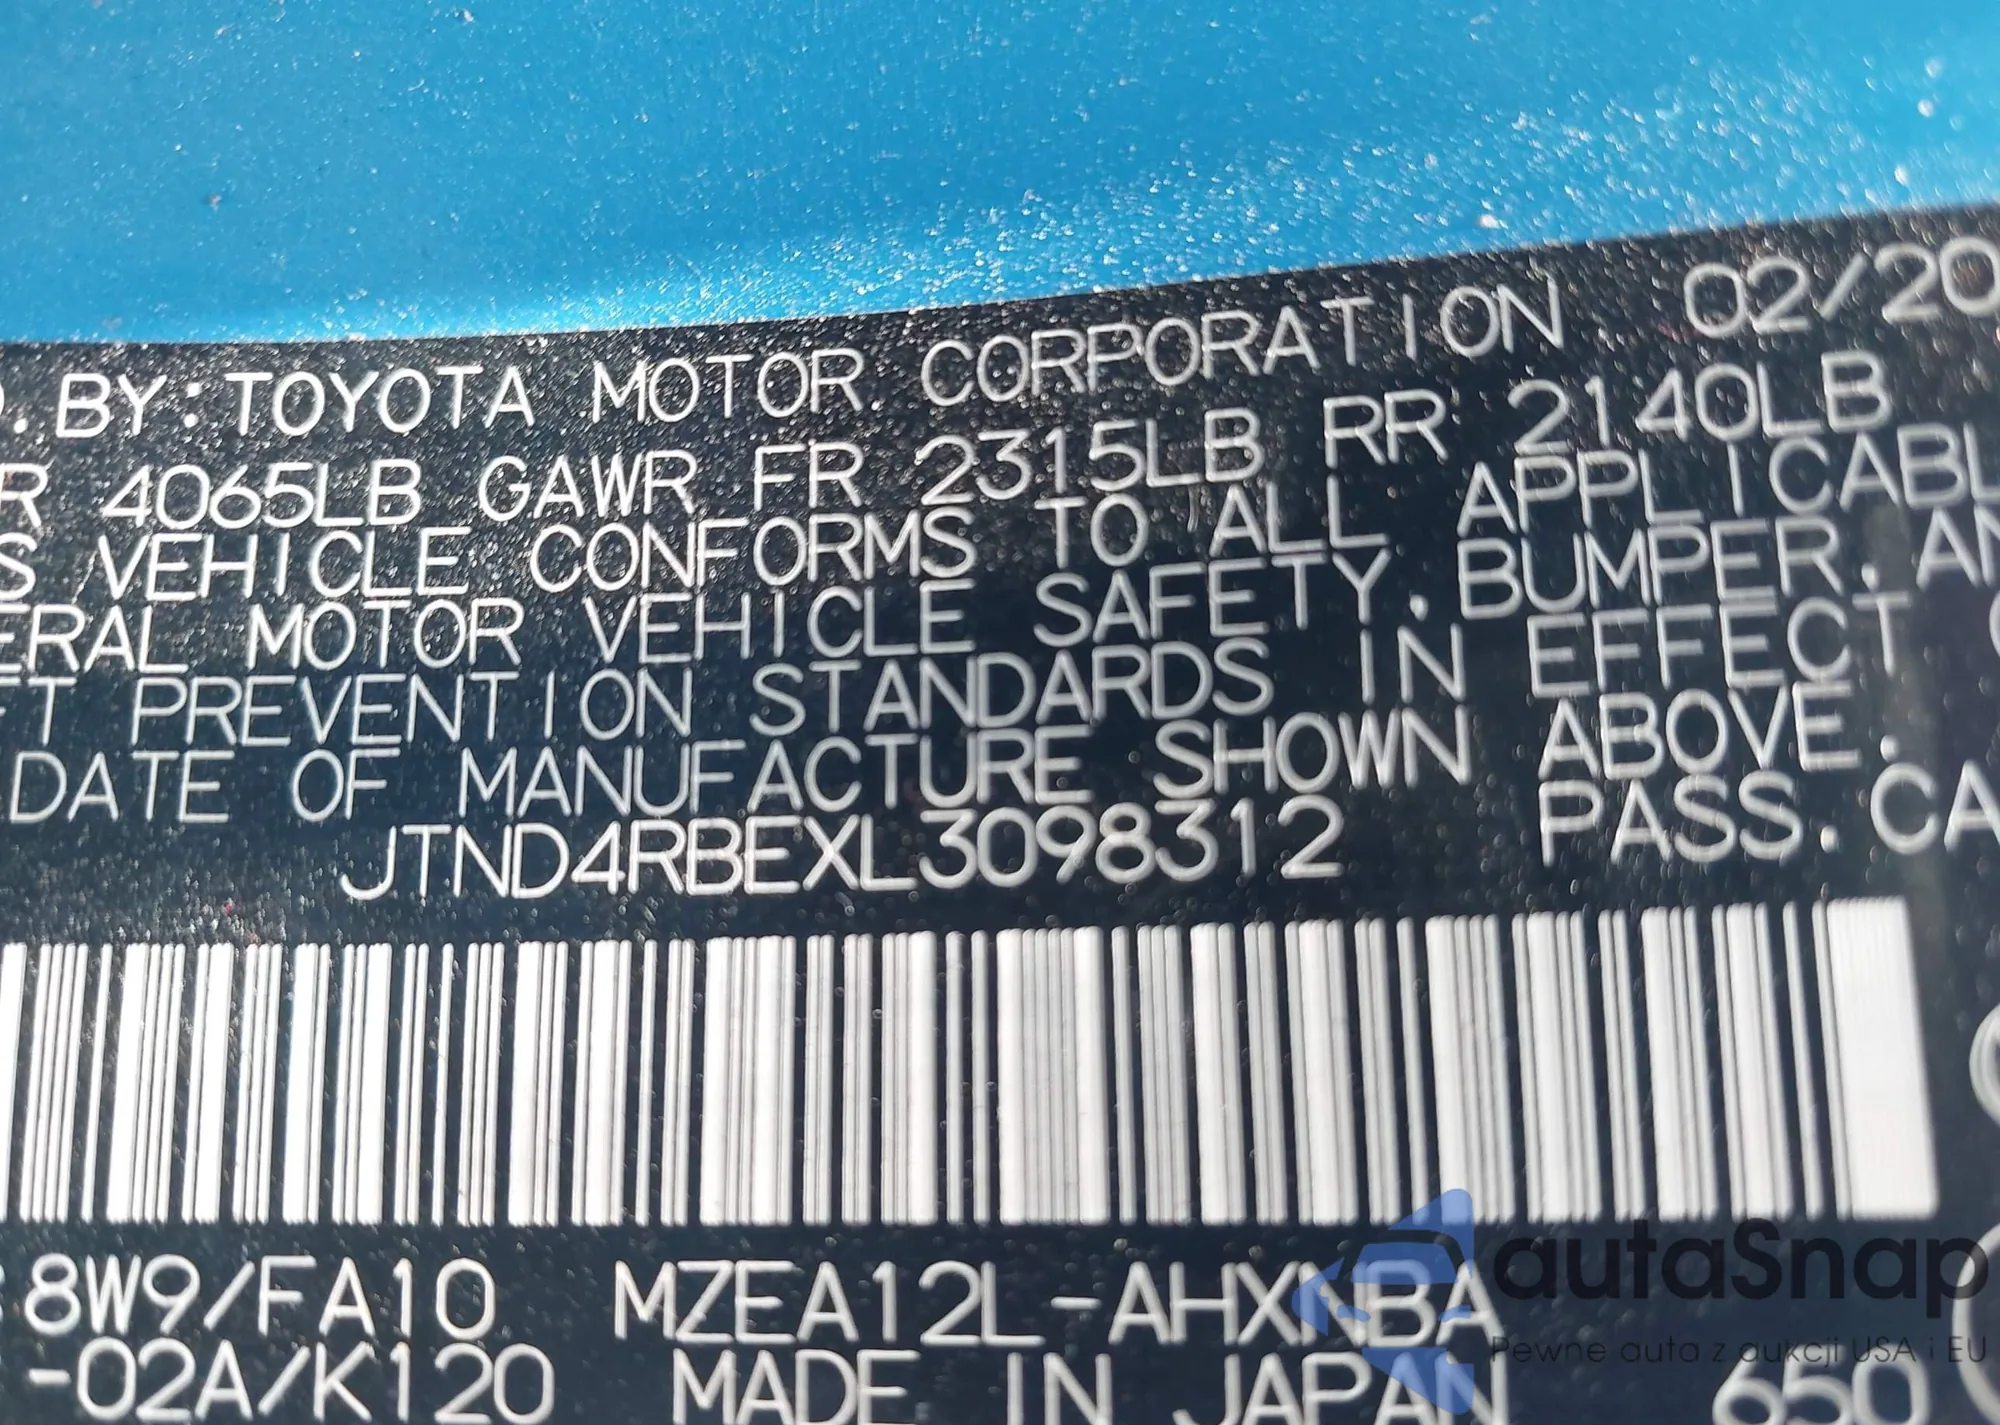 D. BY: TOYOTA MOTOR CORPORATION 02/20
R 4065LB GAWR FR 2315LB RR 2140LB
S VEHICLE CONFORMS TO ALL APPLICABL
ERAL MOTOR VEHICLE SAFETY, BUMPER, AN
FT PREVENTION STANDARDS IN EFFECT O
DATE OF MANUFACTURE SHOWN ABOVE.
JTND4RBEXL3098312 PASS. CA
8W9/FA10 MZEA12L-AHXNBA
-02A/K120 MADE IN JAPAN 650
autaSnap
Pewne auta z aukcji USA i EU